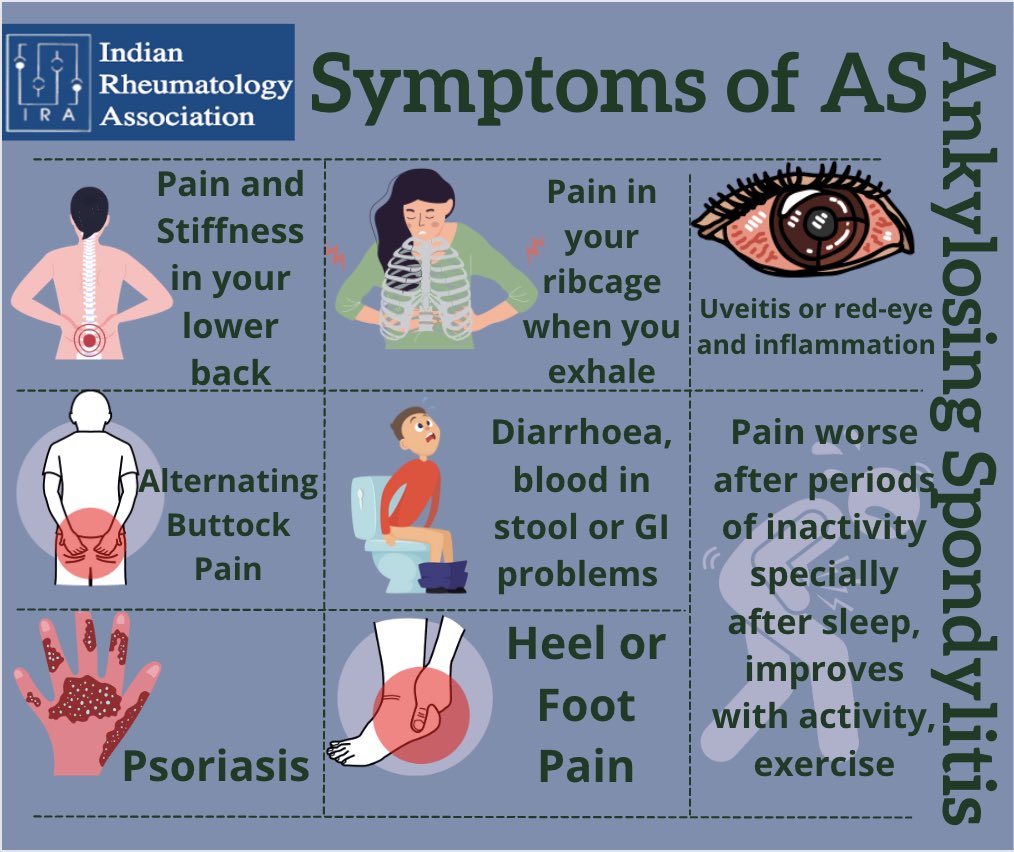 Indian
Rheumatology
Association
IRA
Symptoms of AS
Ankylosing Spondylitis
Pain and
Stiffness
in your
lower
back
Pain in
your
ribcage
when you
exhale
Uveitis or red-eye
and inflammation
Alternating
Buttock
Pain
Diarrhoea,
blood in
stool or GI
problems
Pain worse
after periods
of inactivity
specially
after sleep,
improves
with activity,
exercise
Psoriasis
Heel or
Foot
Pain